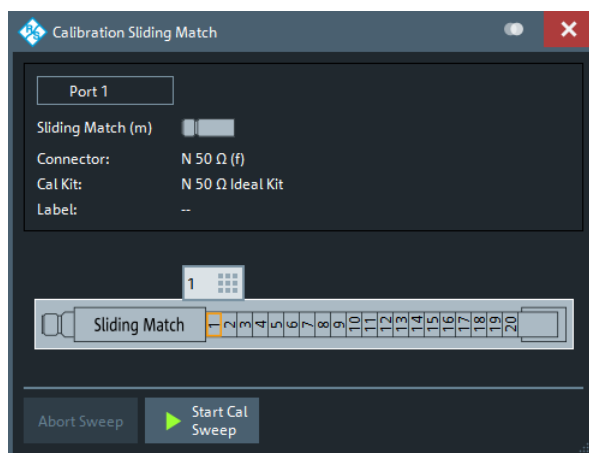 Calibration Sliding Match
Port 1
Sliding Match (m)
Connector: N 50 Ω (f)
Cal Kit: N 50 Ω Ideal Kit
Label: --
1
Sliding Match 1 2 3 4 5 6 7 8 9 10 11 12 13 14 15 16 17 18 19 20
Abort Sweep
Start Cal
Sweep